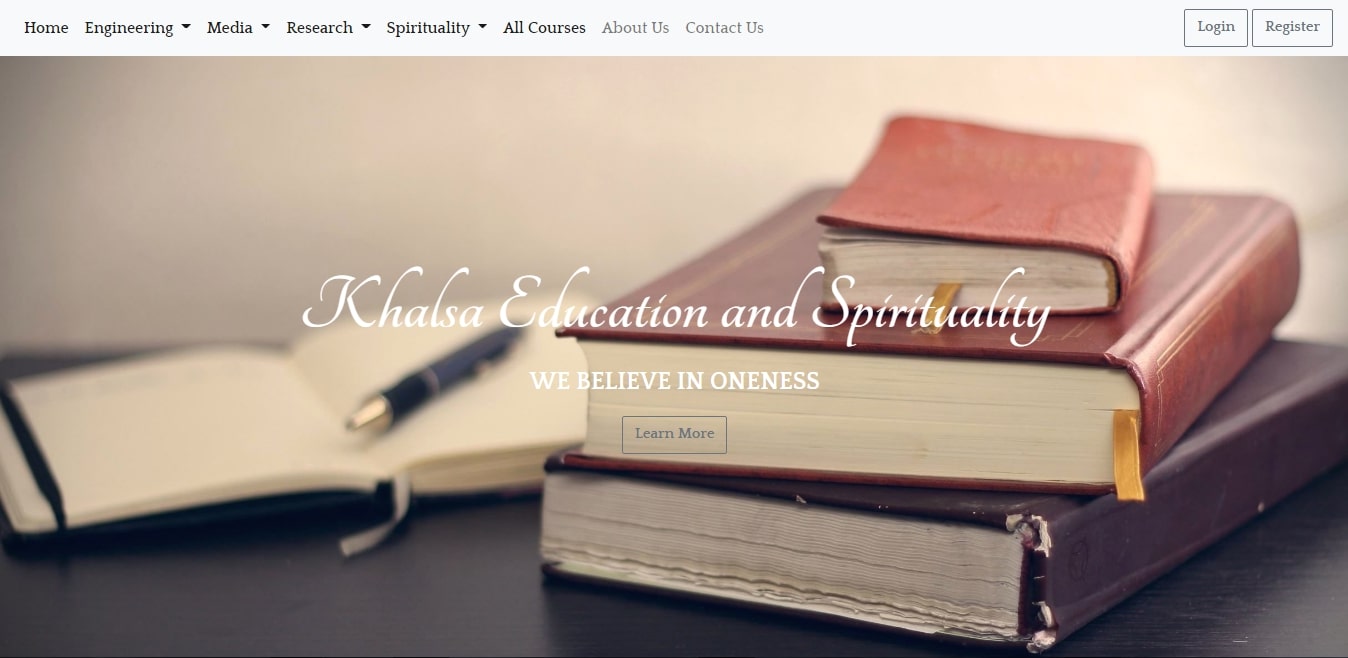 Home Engineering Media Research Spirituality All Courses About Us Contact Us Login Register
Khalsa Education and Spirituality
WE BELIEVE IN ONENESS
Learn More